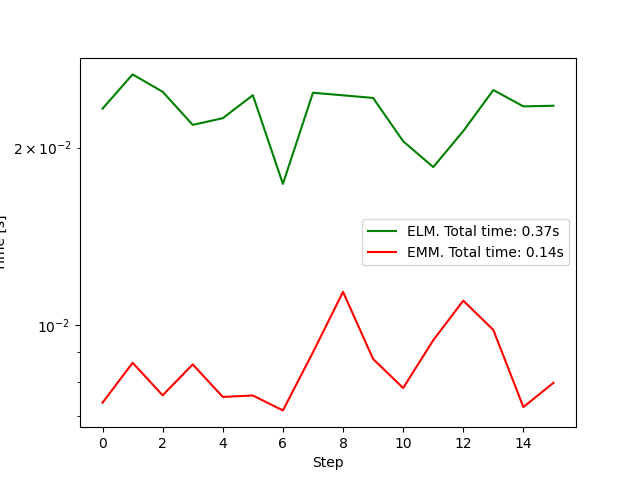 2 × 10⁻²
10⁻²
Time [s]
ELM. Total time: 0.37s
EMM. Total time: 0.14s
0 2 4 6 8 10 12 14
Step